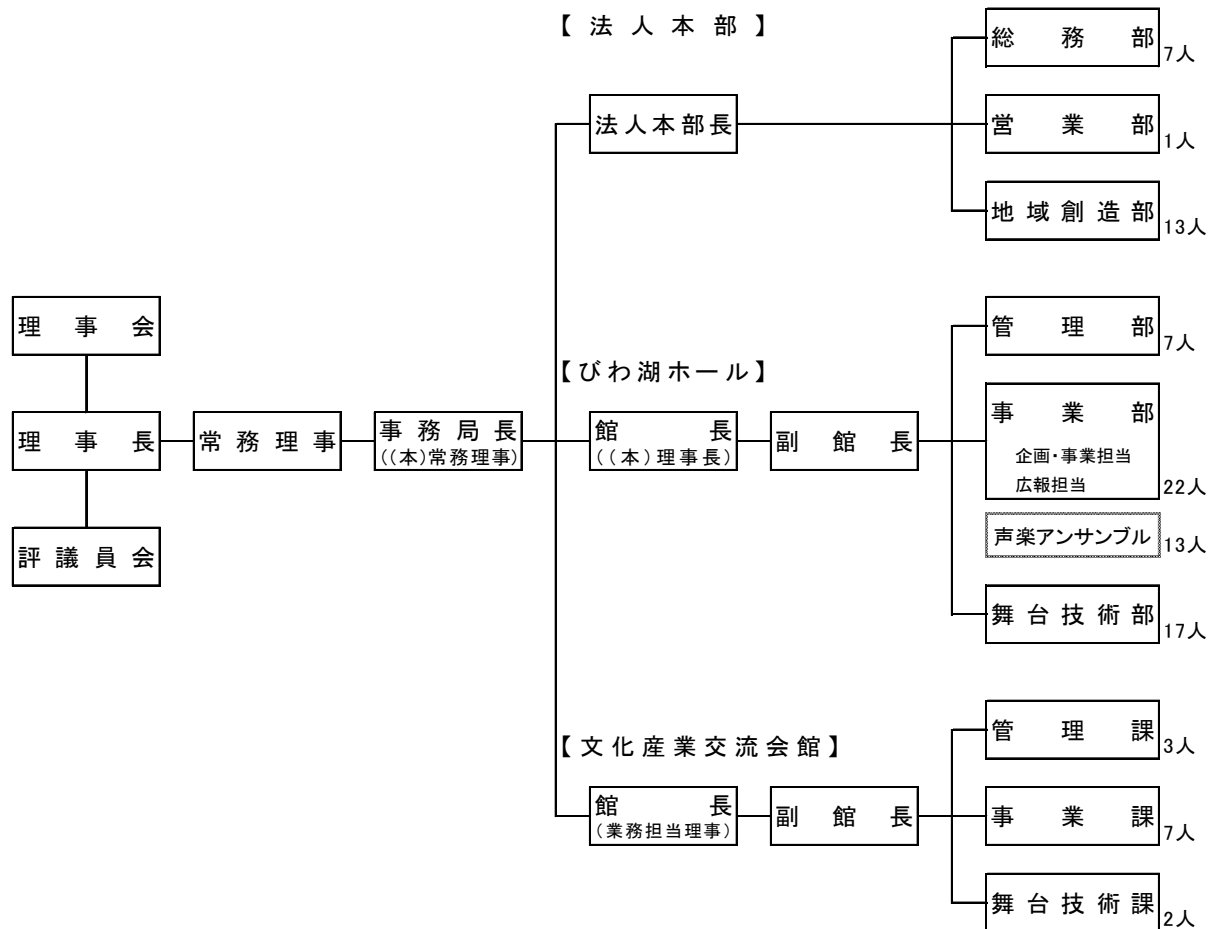 【法人本部】
総務部
7人
法人本部長
営業部
1人
地域創造部
13人
理事会
理事長
評議員会
常務理事
事務局長
((本)常務理事)
【びわ湖ホール】
館長
((本)理事長)
副館長
管理部
7人
事業部
企画・事業担当
広報担当
22人
声楽アンサンブル
13人
舞台技術部
17人
【文化産業交流会館】
館長
(業務担当理事)
副館長
管理課
3人
事業課
7人
舞台技術課
2人